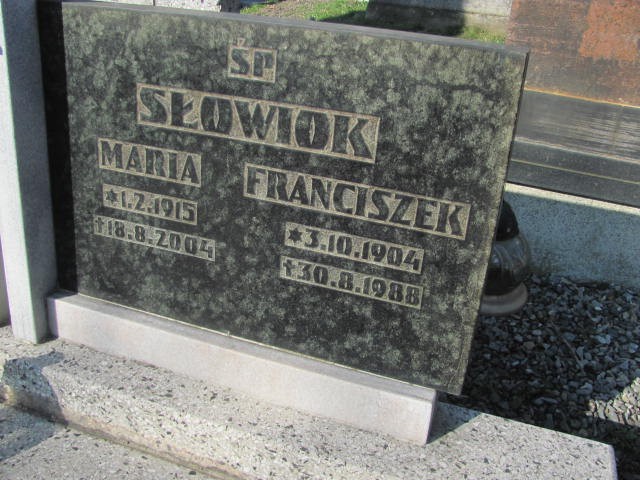 ŚP
SŁOWIOK
MARIA
*1.2.1915
†18.8.2004
FRANCISZEK
*3.10.1904
†30.8.1988